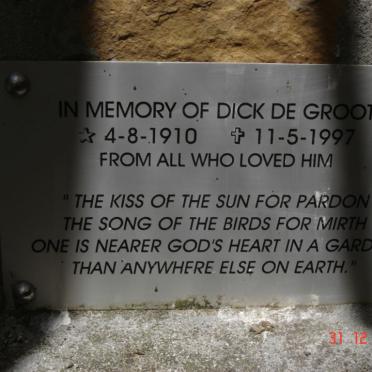 IN MEMORY OF DICK DE GROOT
☆ 4-8-1910 ✞ 11-5-1997
FROM ALL WHO LOVED HIM
"THE KISS OF THE SUN FOR PARDON
THE SONG OF THE BIRDS FOR MIRTH
ONE IS NEARER GOD'S HEART IN A GARD
THAN ANYWHERE ELSE ON EARTH."
31 12